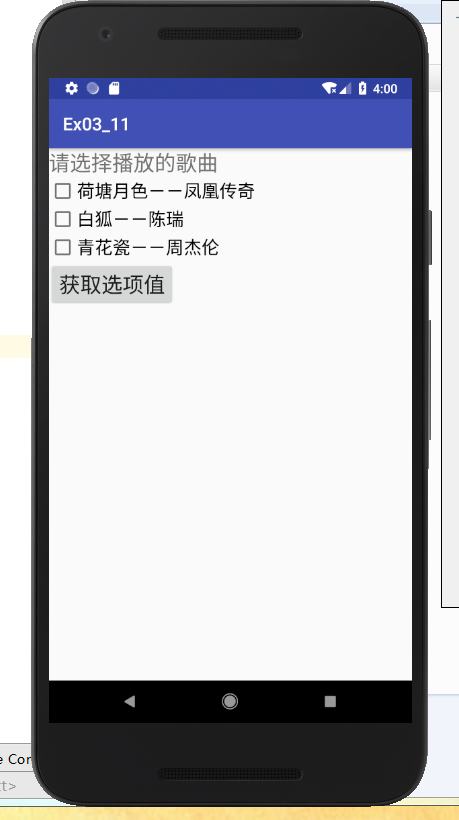 4:00
Ex03_11
请选择播放的歌曲
荷塘月色－－凤凰传奇
白狐－－陈瑞
青花瓷－－周杰伦
获取选项值
e Cor
t>